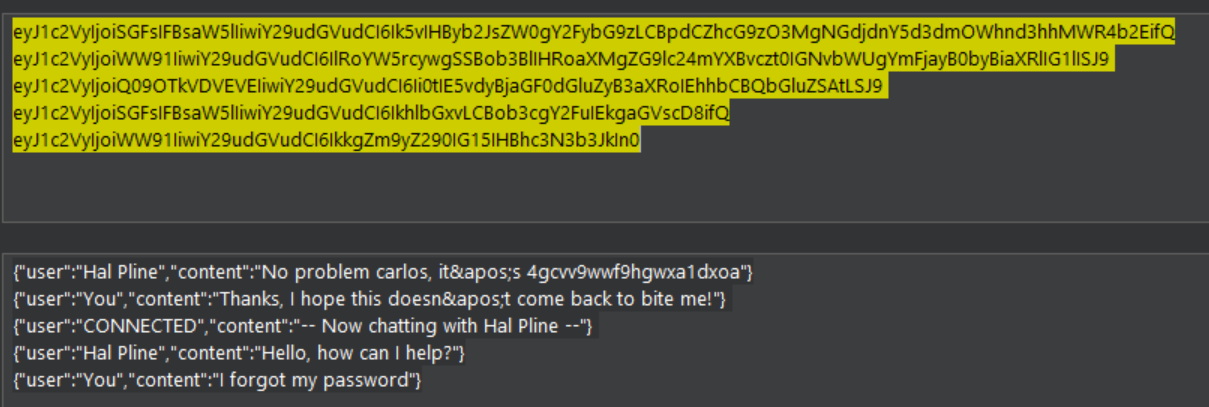 eyJ1c2VyIjoiSGFsIFBsaW5lIiwiY29udGVudCI6Ik5vIHByb2JsZW0gY2FybG9zLCBpdCZhcG9zO3MgNGdjdnY5d3dmOWhnd3hhMWR4b2EifQ
eyJ1c2VyIjoiWW91IiwiY29udGVudCI6IlRoYW5rcywgSSBob3BlIHRoaXMgZG9lc24mYXBvczt0IGNvbWUgYmFjayB0byBiaXRlIG1lISJ9
eyJ1c2VyIjoiQ09OTkVDVEVEIiwiY29udGVudCI6Ii0tIE5vdyBjaGF0dGluZyB3aXRoIEhhbCBQbGluZSAtLSJ9
eyJ1c2VyIjoiSGFsIFBsaW5lIiwiY29udGVudCI6IkhlbGxvLCBob3cgY2FuIEkgaGVscD8ifQ
eyJ1c2VyIjoiWW91IiwiY29udGVudCI6IkkgZm9yZ290IG15IHBhc3N3b3JkIn0
{"user":"Hal Pline","content":"No problem carlos, it&apos;s 4gcvv9wwf9hgwxa1dxoa"}
{"user":"You","content":"Thanks, I hope this doesn&apos;t come back to bite me!"}
{"user":"CONNECTED","content":"-- Now chatting with Hal Pline --"}
{"user":"Hal Pline","content":"Hello, how can I help?"}
{"user":"You","content":"I forgot my password"}